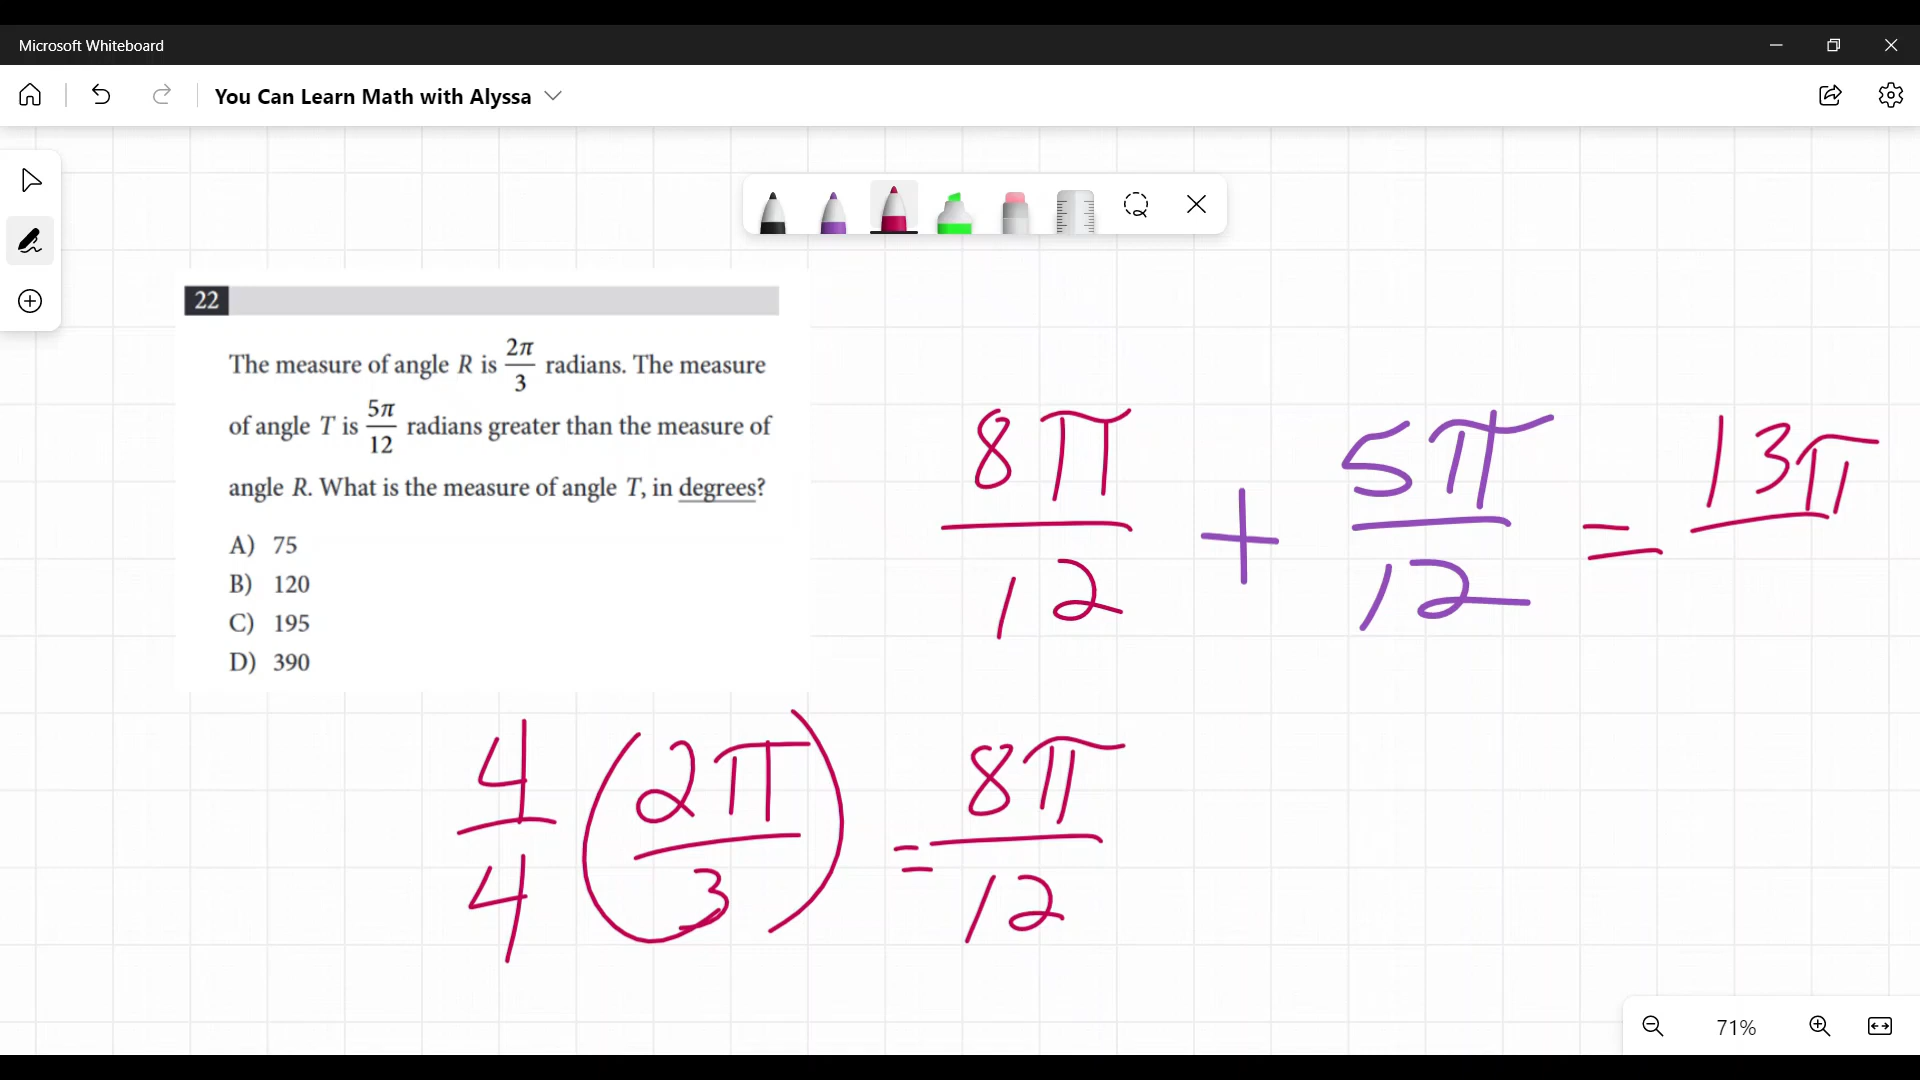 Microsoft Whiteboard
You Can Learn Math with Alyssa
22
The measure of angle R is 2π/3 radians. The measure
of angle T is 5π/12 radians greater than the measure of
angle R. What is the measure of angle T, in degrees?
A) 75
B) 120
C) 195
D) 390
8π/12 + 5π/12 = 13π
4/4 (2π/3) = 8π/12
71%